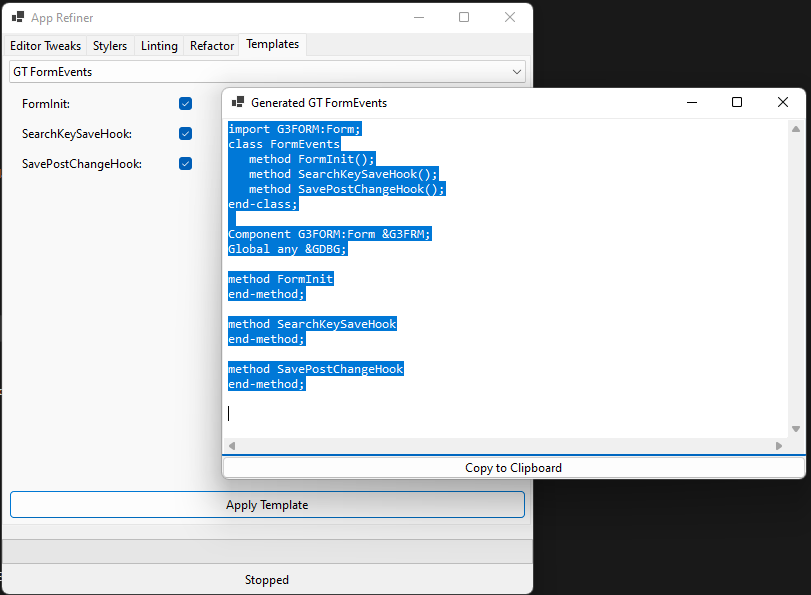 App Refiner
Editor Tweaks Stylers Linting Refactor Templates
GT FormEvents
FormInit:
SearchKeySaveHook:
SavePostChangeHook:
Generated GT FormEvents
import G3FORM:Form;
class FormEvents
   method FormInit();
   method SearchKeySaveHook();
   method SavePostChangeHook();
end-class;

Component G3FORM:Form &G3FRM;
Global any &GDBG;

method FormInit
end-method;

method SearchKeySaveHook
end-method;

method SavePostChangeHook
end-method;
Copy to Clipboard
Apply Template
Stopped